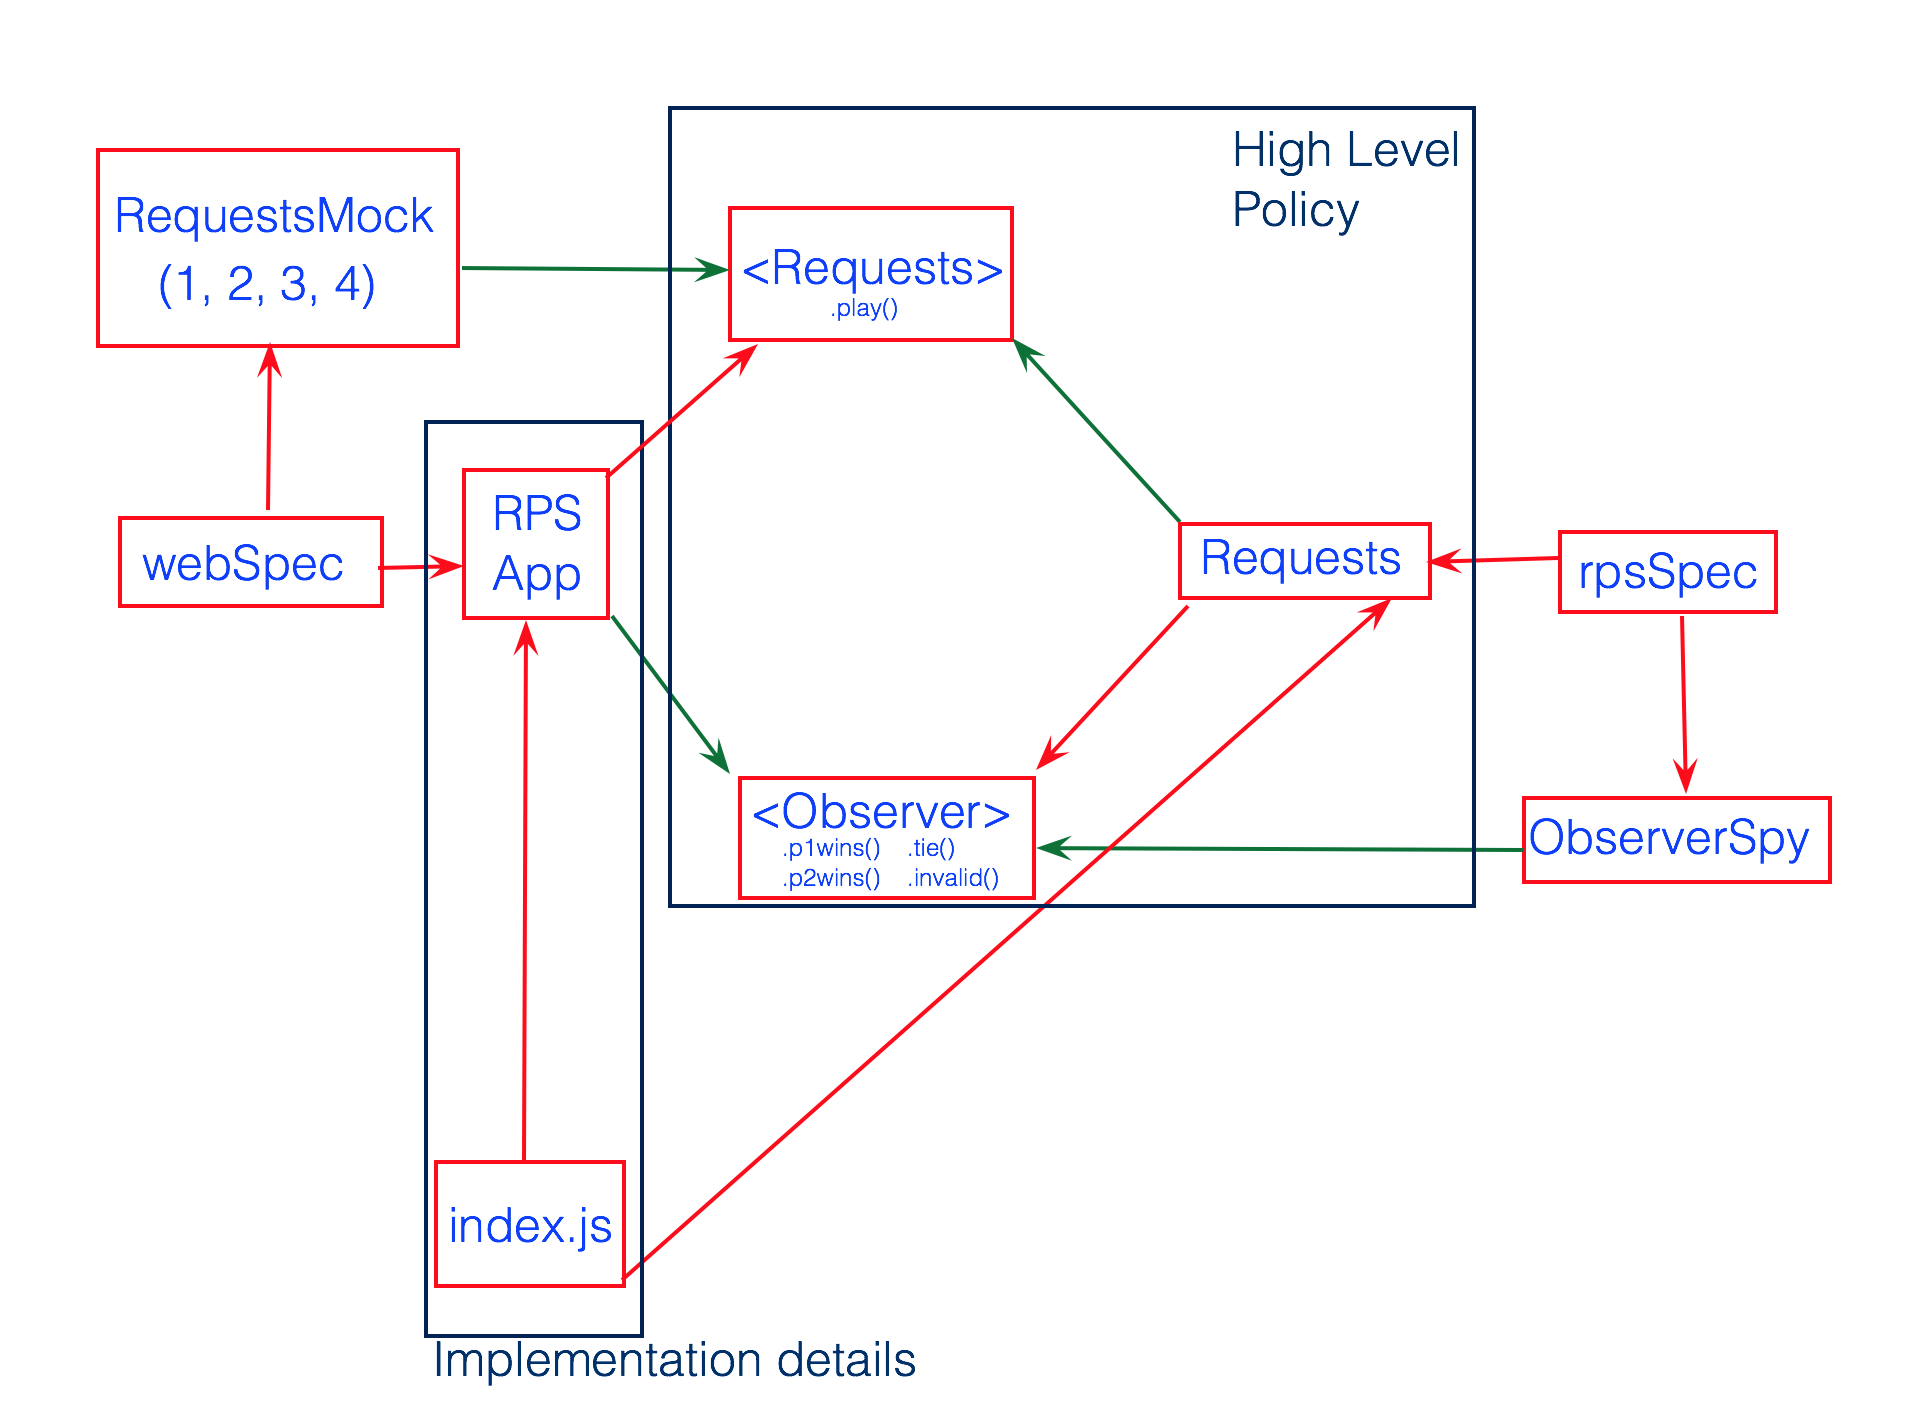 High Level
Policy
RequestsMock
(1, 2, 3, 4)
<Requests>
.play()
RPS
App
webSpec
Requests
rpsSpec
<Observer>
.p1wins() .tie()
.p2wins() .invalid()
ObserverSpy
index.js
Implementation details